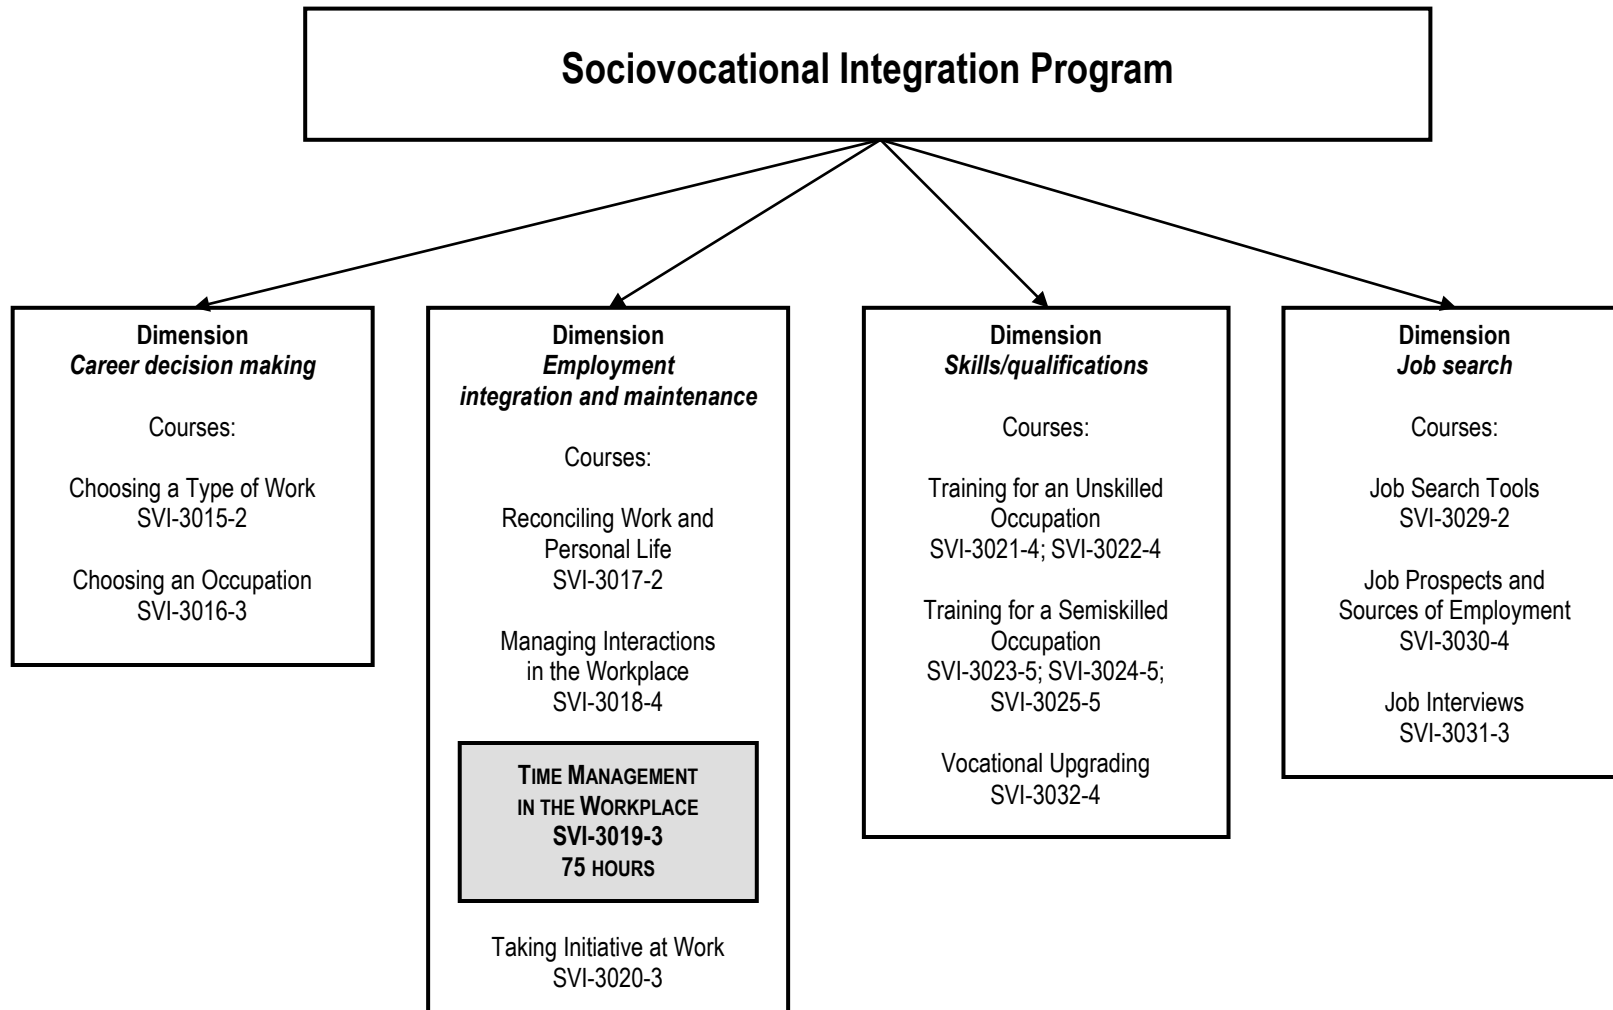 Sociovocational Integration Program
Dimension
Career decision making
Courses:
Choosing a Type of Work
SVI-3015-2
Choosing an Occupation
SVI-3016-3
Dimension
Employment
integration and maintenance
Courses:
Reconciling Work and
Personal Life
SVI-3017-2
Managing Interactions
in the Workplace
SVI-3018-4
TIME MANAGEMENT
IN THE WORKPLACE
SVI-3019-3
75 HOURS
Taking Initiative at Work
SVI-3020-3
Dimension
Skills/qualifications
Courses:
Training for an Unskilled
Occupation
SVI-3021-4; SVI-3022-4
Training for a Semiskilled
Occupation
SVI-3023-5; SVI-3024-5;
SVI-3025-5
Vocational Upgrading
SVI-3032-4
Dimension
Job search
Courses:
Job Search Tools
SVI-3029-2
Job Prospects and
Sources of Employment
SVI-3030-4
Job Interviews
SVI-3031-3